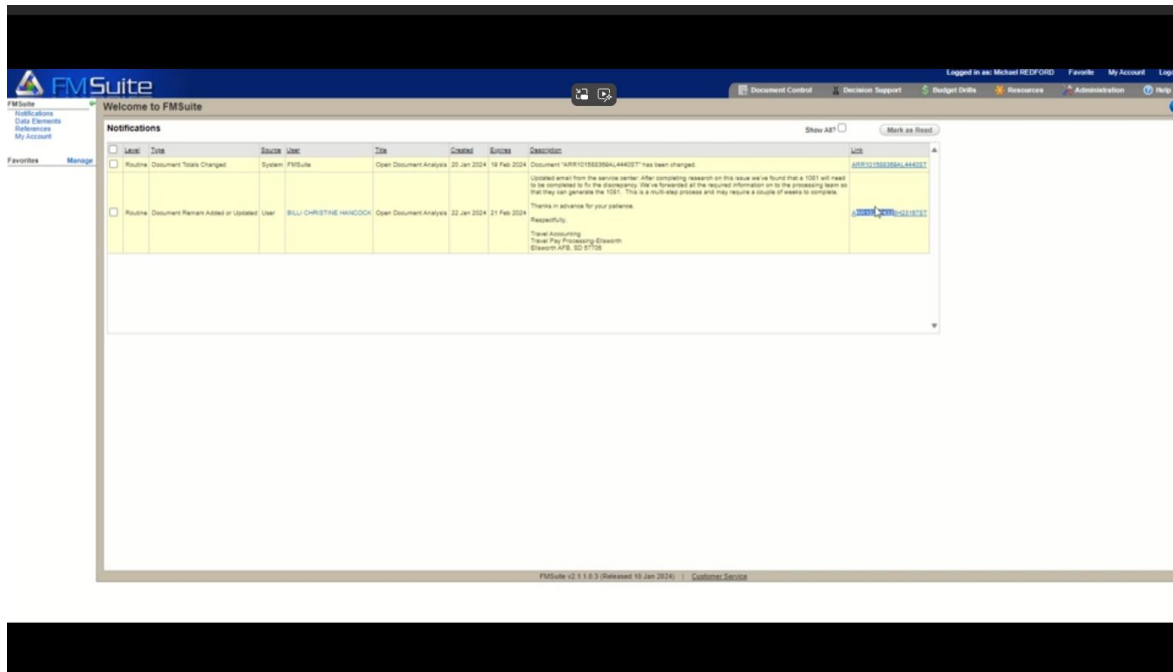 Logged in as: Michael REDFORD Favorite My Account
FMSuite
Document Control Decision Support Budget Drills Resources Administration Help
FMSuite
Notifications
Data Elements
References
My Account
Favorites Manage
Welcome to FMSuite
Notifications
Show All?
Mark as Read
Level Type Source User Title Created Expires Description Link
Routine Document Totals Changed System FMSuite Open Document Analysis 20 Jan 2024 19 Feb 2024 Document "ARR101588368AL4440ST" has been changed. ARR101588368AL4440ST
Routine Document Remark Added or Updated User BILLI CHRISTINE HANCOCK Open Document Analysis 22 Jan 2024 21 Feb 2024
Updated email from the service center: After completing research on this issue we've found that a 1081 will need
to be completed to fix the discrepancy. We've forwarded all the required information on to the processing team so
that they can generate the 1081. This is a multi-step process and may require a couple of weeks to complete.
Thanks in advance for your patience.
Respectfully,
Travel Accounting
Travel Pay Processing-Ellsworth
Ellsworth AFB, SD 57706
FMSuite v2.1.1.0.3 (Released 10 Jan 2024) | Customer Service